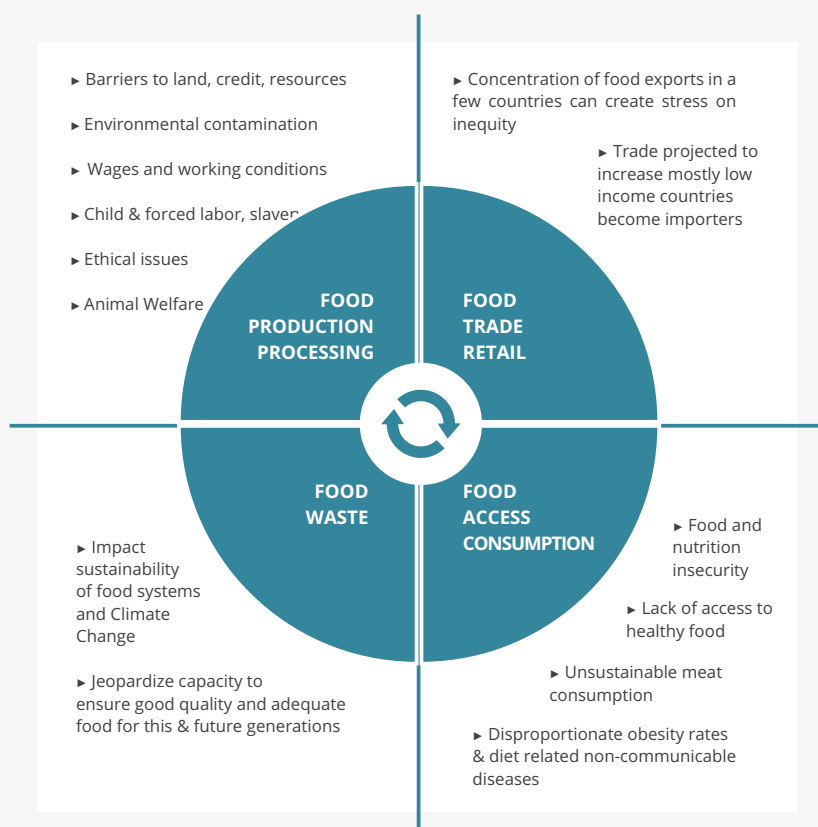 ► Barriers to land, credit, resources
► Environmental contamination
► Wages and working conditions
► Child & forced labor, slaver
► Ethical issues
► Animal Welfare
► Concentration of food exports in a
few countries can create stress on
inequity
► Trade projected to
increase mostly low
income countries
become importers
FOOD
PRODUCTION
PROCESSING
FOOD
TRADE
RETAIL
FOOD
WASTE
FOOD
ACCESS
CONSUMPTION
► Impact
sustainability
of food systems
and Climate
Change
► Jeopardize capacity to
ensure good quality and adequate
food for this & future generations
► Food and
nutrition
insecurity
► Lack of access to
healthy food
► Unsustainable meat
consumption
► Disproportionate obesity rates
& diet related non-communicable
diseases